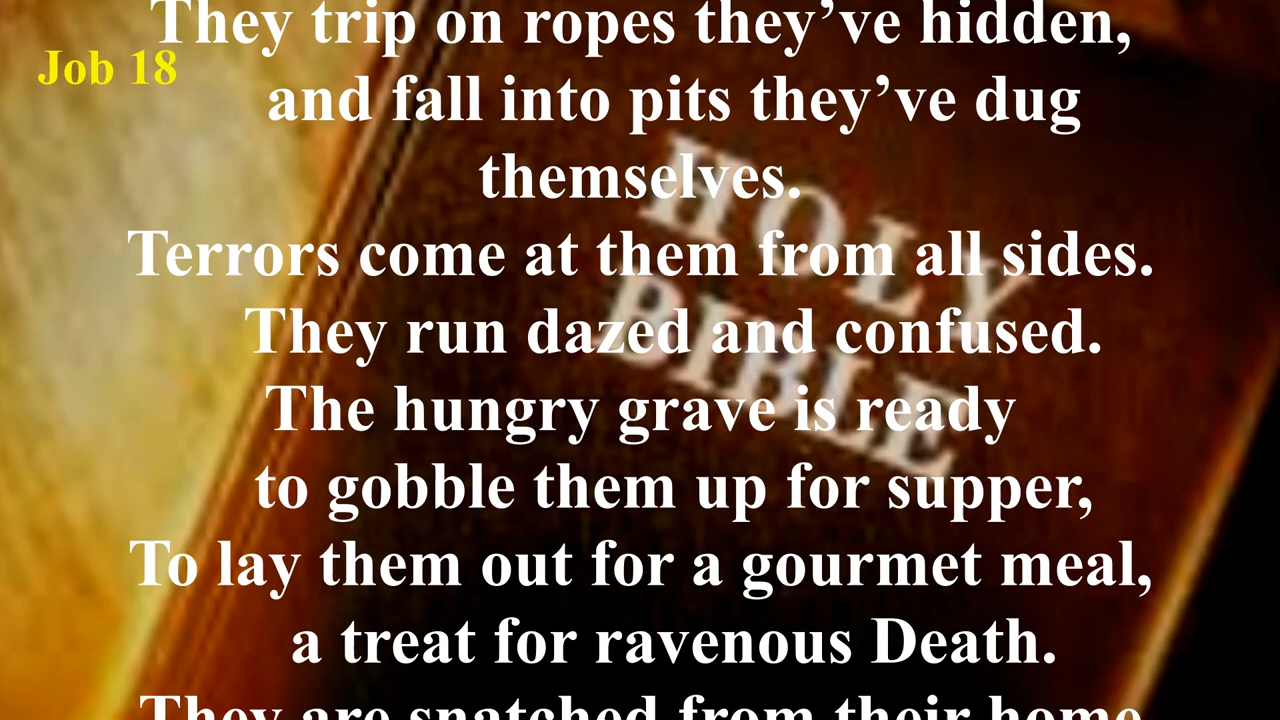 They trip on ropes they’ve hidden,
Job 18
and fall into pits they’ve dug
themselves.
Terrors come at them from all sides.
They run dazed and confused.
The hungry grave is ready
to gobble them up for supper,
To lay them out for a gourmet meal,
a treat for ravenous Death.
They are snatched from their home
HOLY
BIBLE